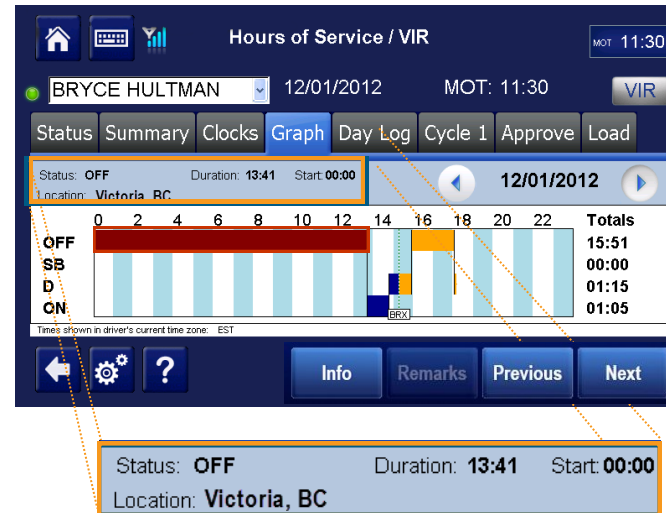 Hours of Service / VIR
MOT 11:30
BRYCE HULTMAN 12/01/2012 MOT: 11:30 VIR
Status Summary Clocks Graph Day Log Cycle 1 Approve Load
Status: OFF Duration: 13:41 Start: 00:00
Location: Victoria, BC
12/01/2012
0 2 4 6 8 10 12 14 16 18 20 22 Totals
OFF 15:51
SB 00:00
D 01:15
ON 01:05
BRX
Times shown in driver's current time zone: EST
? Info Remarks Previous Next
Status: OFF Duration: 13:41 Start: 00:00
Location: Victoria, BC